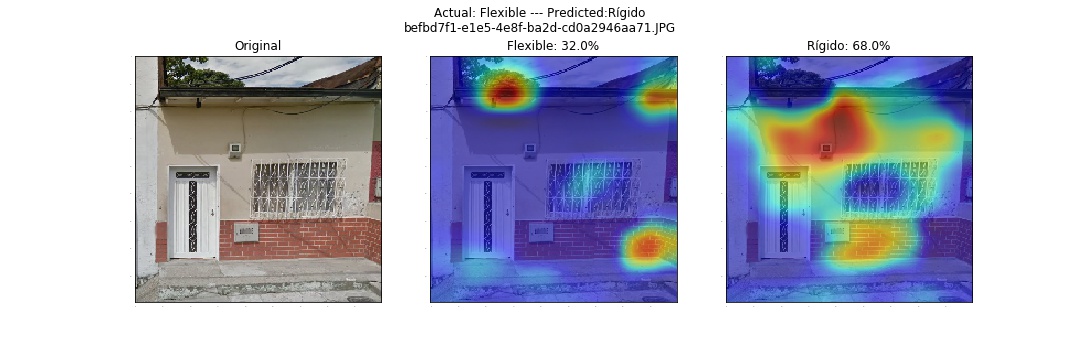 Actual: Flexible --- Predicted:Rígido
befbd7f1-e1e5-4e8f-ba2d-cd0a2946aa71.JPG
Original
Flexible: 32.0%
Rígido: 68.0%